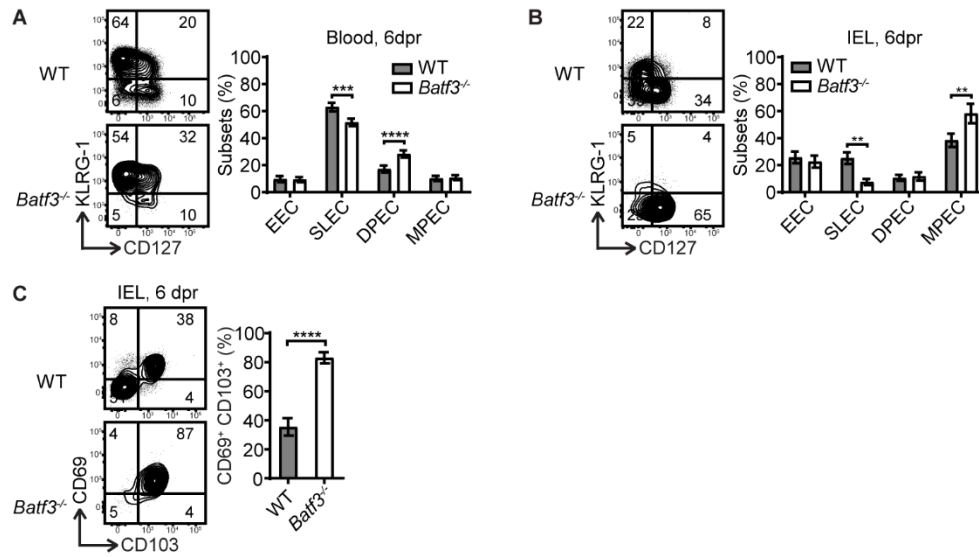 A
64
20
WT
6
10
54
32
Batf3-/-
5
10
KLRG-1
CD127
Blood, 6dpr
WT
Batf3-/-
Subsets (%)
100
80
60
40
20
0
***
****
EEC
SLEC
DPEC
MPEC
B
22
8
WT
34
5
4
Batf3-/-
65
KLRG-1
CD127
IEL, 6dpr
WT
Batf3-/-
Subsets (%)
100
80
60
40
20
0
**
**
EEC
SLEC
DPEC
MPEC
C
IEL, 6 dpr
8
38
WT
4
4
87
Batf3-/-
5
4
CD69
CD103
CD69+ CD103+ (%)
100
80
60
40
20
0
****
WT
Batf3-/-